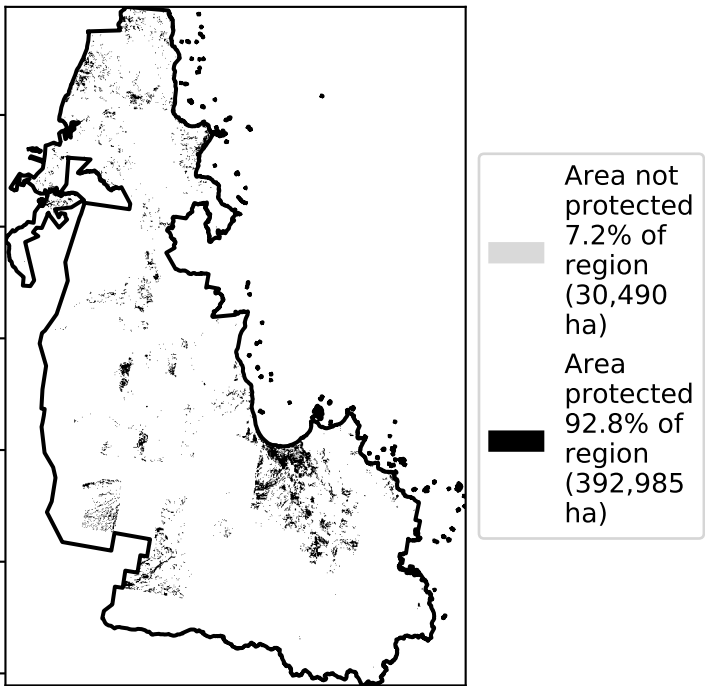 Area not
protected
7.2% of
region
(30,490
ha)
Area
protected
92.8% of
region
(392,985
ha)